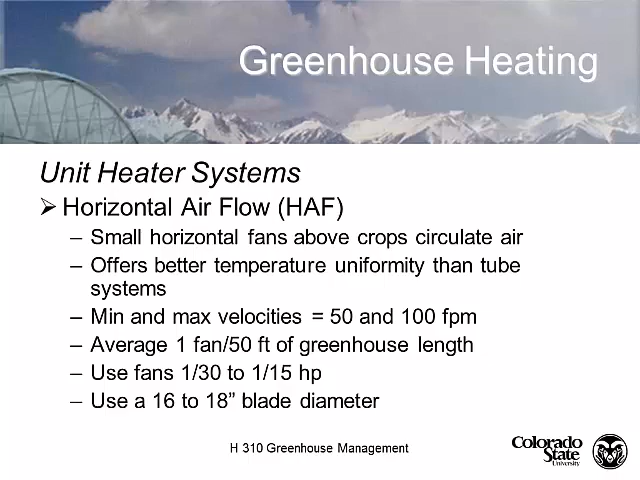 Greenhouse Heating
Unit Heater Systems
➢ Horizontal Air Flow (HAF)
– Small horizontal fans above crops circulate air
– Offers better temperature uniformity than tube
systems
– Min and max velocities = 50 and 100 fpm
– Average 1 fan/50 ft of greenhouse length
– Use fans 1/30 to 1/15 hp
– Use a 16 to 18” blade diameter
H 310 Greenhouse Management
Colorado
State
University